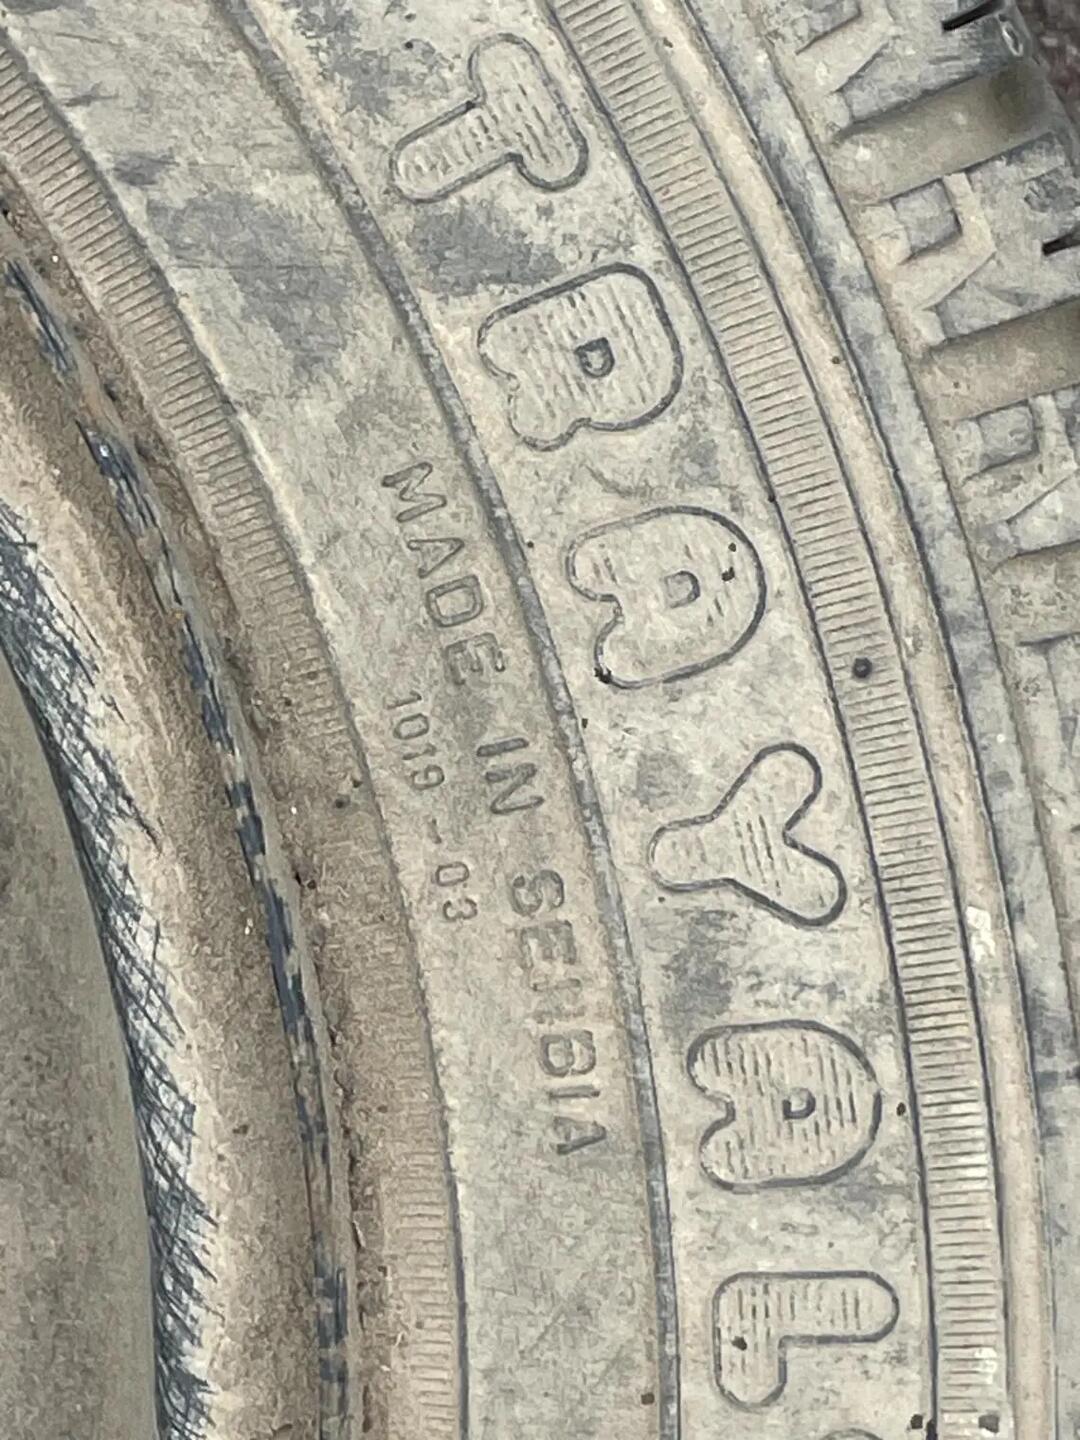 TRAYAL
MADE IN SERBIA
1019-03